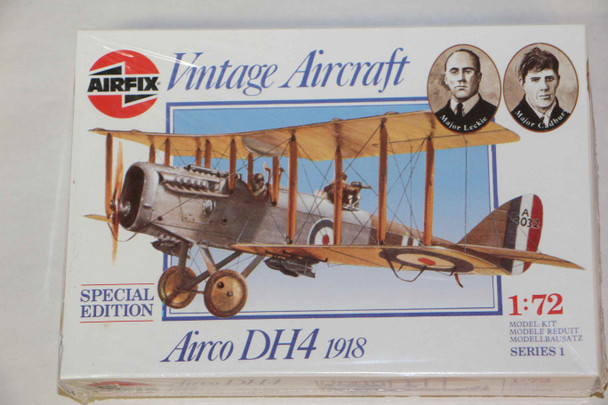 AIRFIX
Vintage Aircraft
Major Leckie
Major Cadbury
A
8032
SPECIAL
EDITION
1:72
MODEL KIT
MODELE REDUIT
MODELLBAUSATZ
SERIES 1
Airco DH4 1918